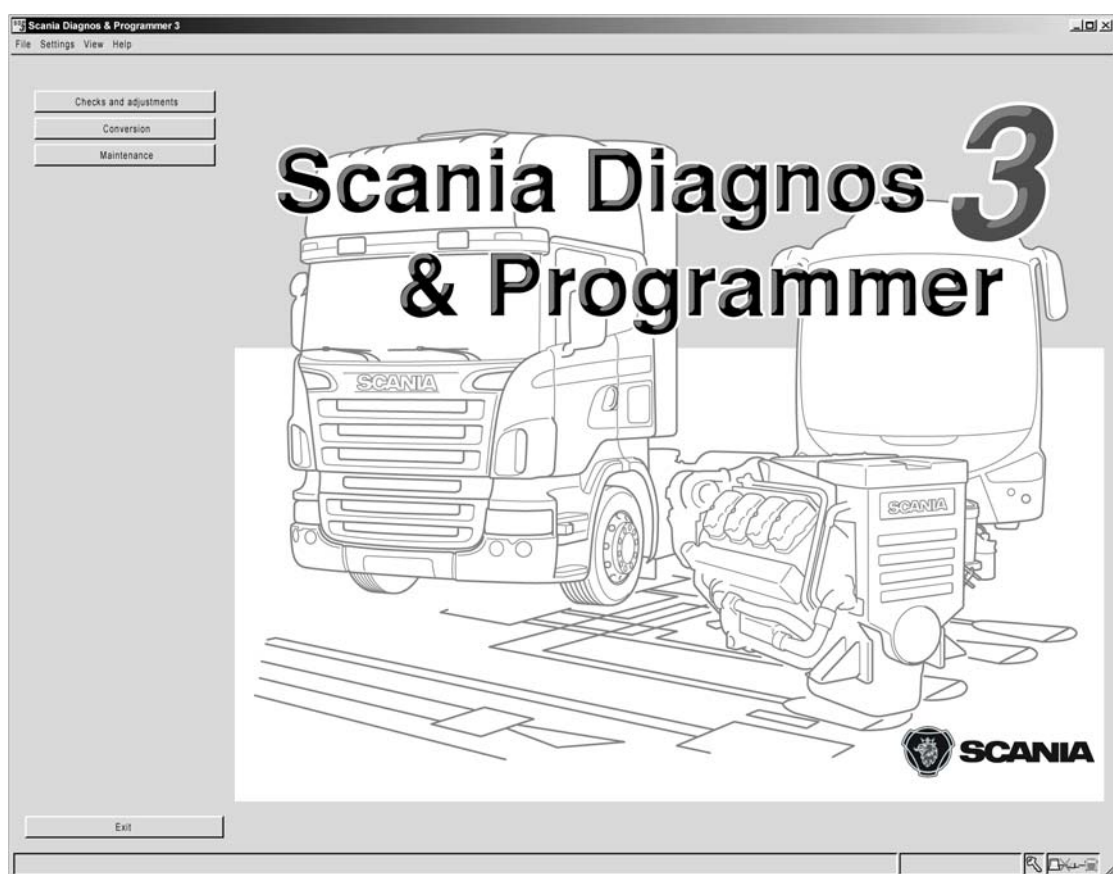 Scania Diagnos & Programmer 3
File Settings View Help
Checks and adjustments
Conversion
Maintenance
Scania Diagnos 3
& Programmer
SCANIA
SCANIA
SCANIA
Exit